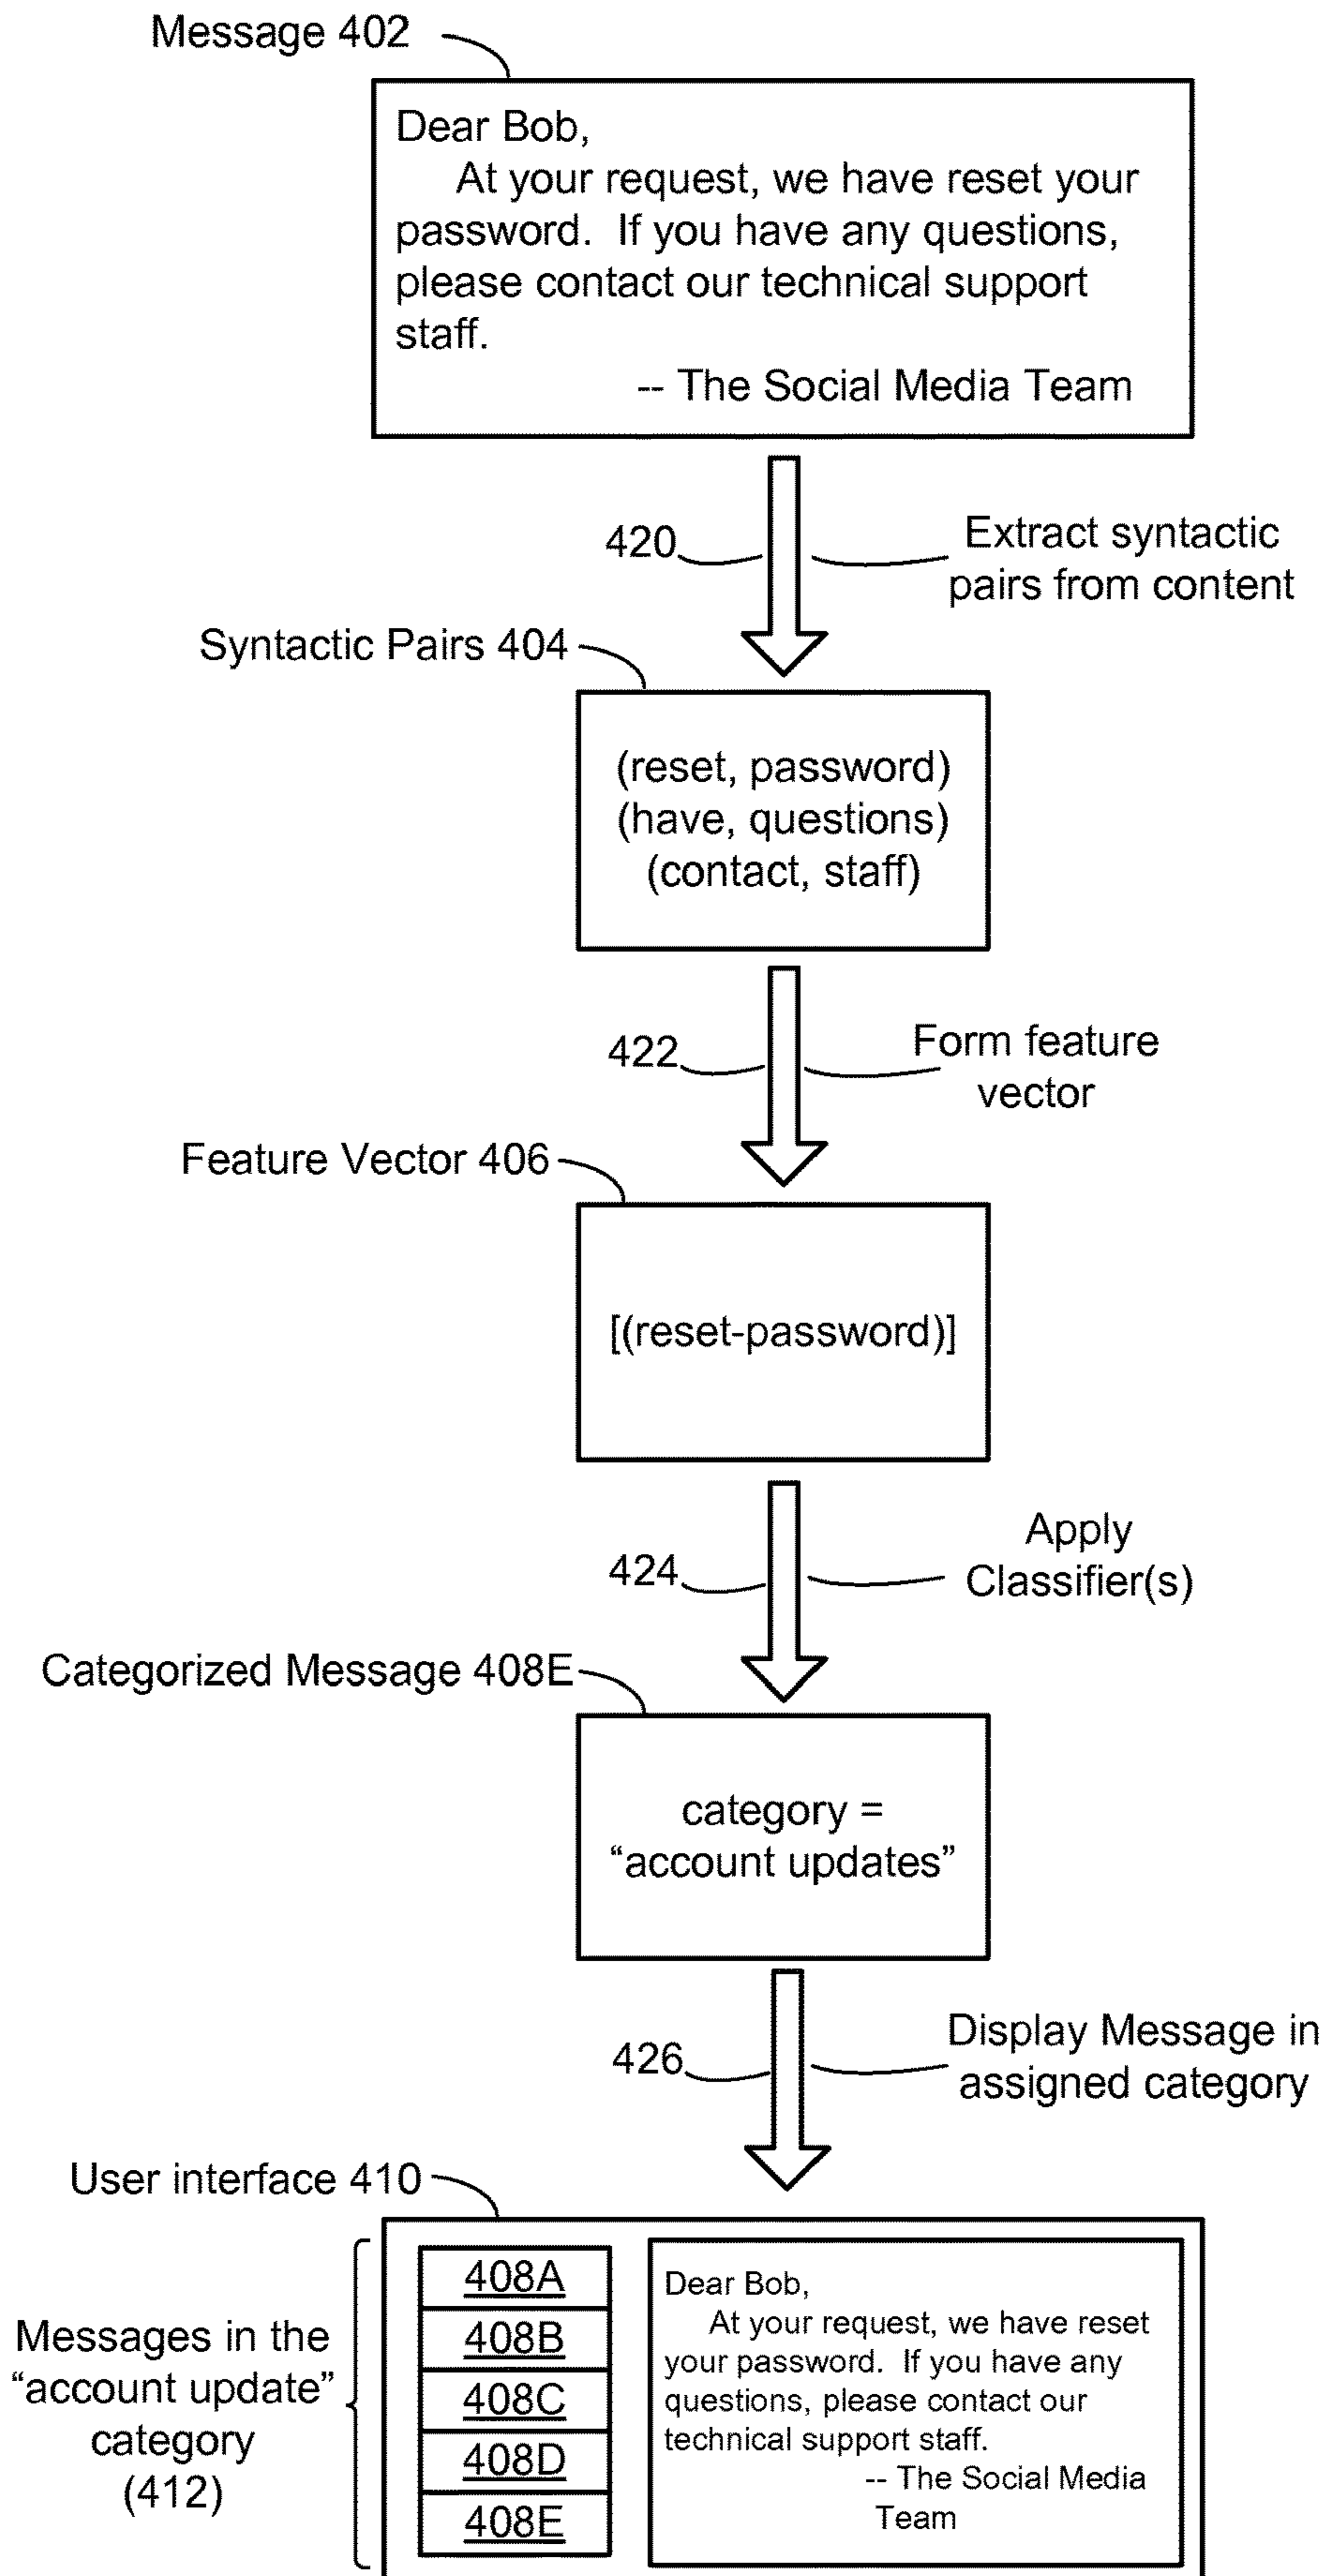 Message 402
Dear Bob,
At your request, we have reset your
password.  If you have any questions,
please contact our technical support
staff.
-- The Social Media Team
420
Extract syntactic
pairs from content
Syntactic Pairs 404
(reset, password)
(have, questions)
(contact, staff)
422
Form feature
vector
Feature Vector 406
[(reset-password)]
424
Apply
Classifier(s)
Categorized Message 408E
category =
“account updates”
426
Display Message in
assigned category
User interface 410
Messages in the
“account update”
category
(412)
408A
408B
408C
408D
408E
Dear Bob,
At your request, we have reset
your password.  If you have any
questions, please contact our
technical support staff.
-- The Social Media
Team